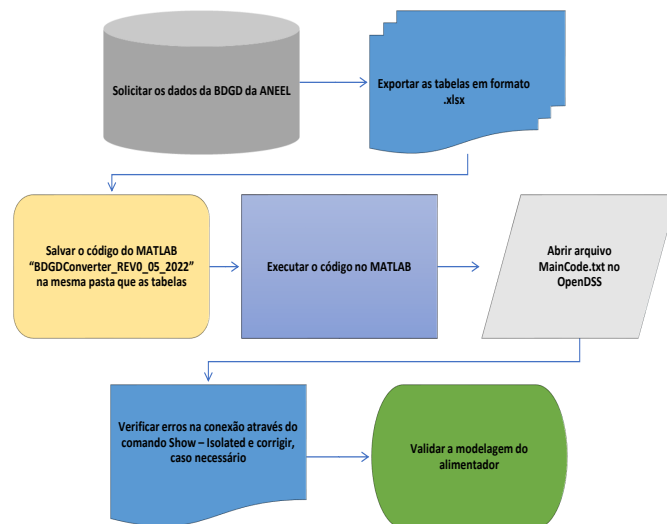 Solicitar os dados da BDGD da ANEEL
Exportar as tabelas em formato
.xlsx
Salvar o código do MATLAB
“BDGDConverter_REV0_05_2022”
na mesma pasta que as tabelas
Executar o código no MATLAB
Abrir arquivo
MainCode.txt no
OpenDSS
Verificar erros na conexão através do
comando Show – Isolated e corrigir,
caso necessário
Validar a modelagem do
alimentador